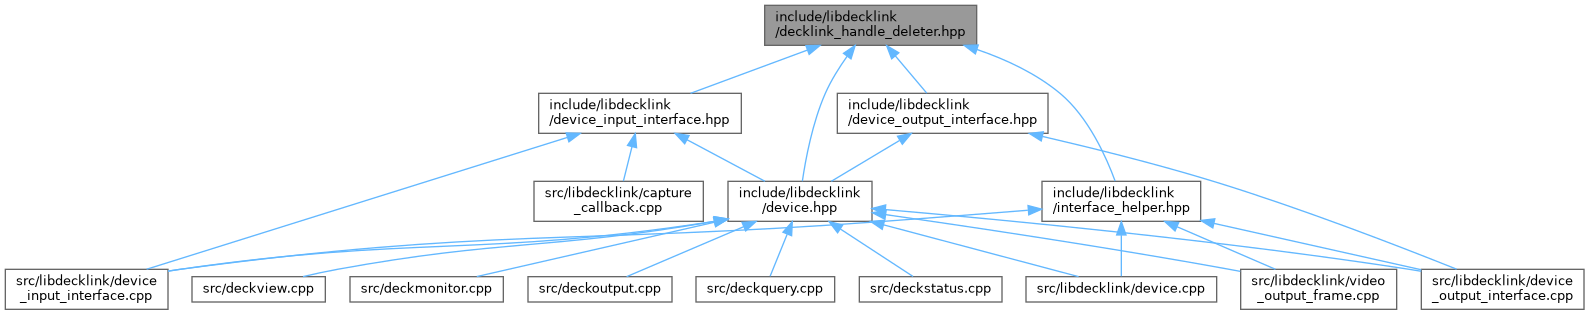 include/libdecklink
/decklink_handle_deleter.hpp
include/libdecklink
/device_input_interface.hpp
include/libdecklink
/device_output_interface.hpp
src/libdecklink/capture
_callback.cpp
include/libdecklink
/device.hpp
include/libdecklink
/interface_helper.hpp
src/libdecklink/device
_input_interface.cpp
src/deckview.cpp
src/deckmonitor.cpp
src/deckoutput.cpp
src/deckquery.cpp
src/deckstatus.cpp
src/libdecklink/device.cpp
src/libdecklink/video
_output_frame.cpp
src/libdecklink/device
_output_interface.cpp